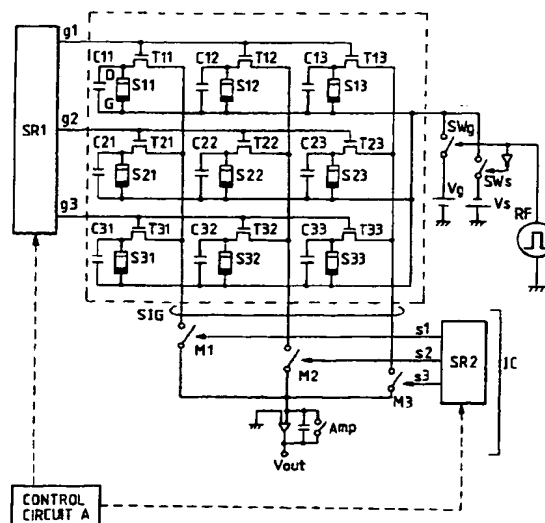 g1
C11 T11 C12 T12 C13 T13
D
S11 S12 S13
G
SR1
g2
C21 T21 C22 T22 C23 T23
S21 S22 S23
SWg
SWs
Vg
Vs
RF
g3
C31 T31 C32 T32 C33 T33
S31 S32 S33
SIG
s1
M1
s2
SR2
IC
M2
s3
M3
Amp
Vout
CONTROL
CIRCUIT A